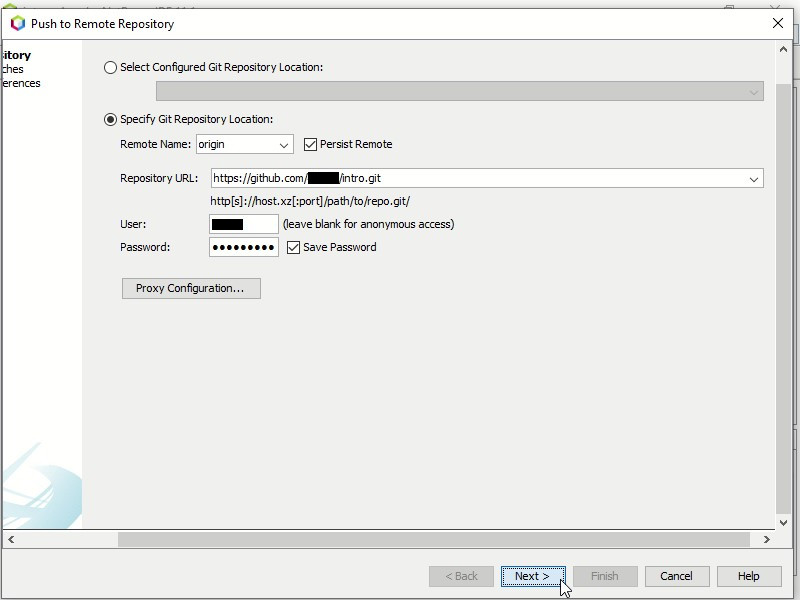 Push to Remote Repository
itory
ches
erences
Select Configured Git Repository Location:
Specify Git Repository Location:
Remote Name: origin Persist Remote
Repository URL: https://github.com/ /intro.git
http[s]://host.xz[:port]/path/to/repo.git/
User: (leave blank for anonymous access)
Password: ●●●●●●●●● Save Password
Proxy Configuration...
< Back Next > Finish Cancel Help